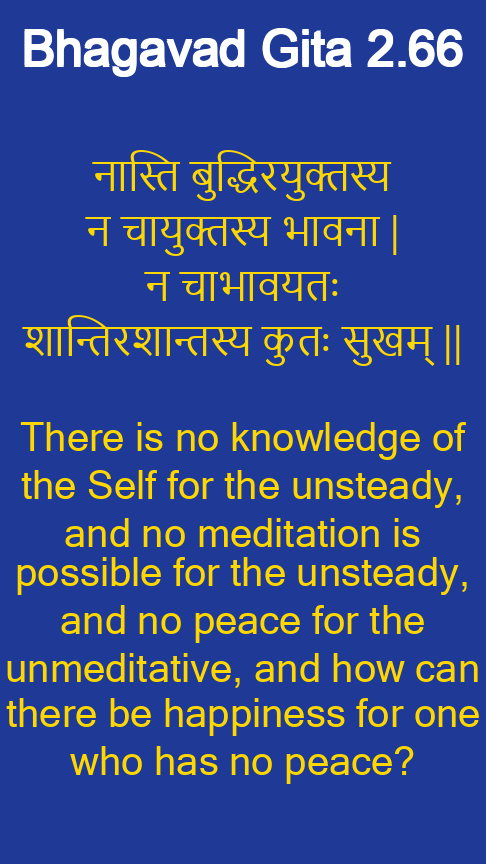 Bhagavad Gita 2.66
नास्ति बुद्धिरयुक्तस्य
न चायुक्तस्य भावना |
न चाभावयतः
शान्तिरशान्तस्य कुतः सुखम् ||
There is no knowledge of
the Self for the unsteady,
and no meditation is
possible for the unsteady,
and no peace for the
unmeditative, and how can
there be happiness for one
who has no peace?